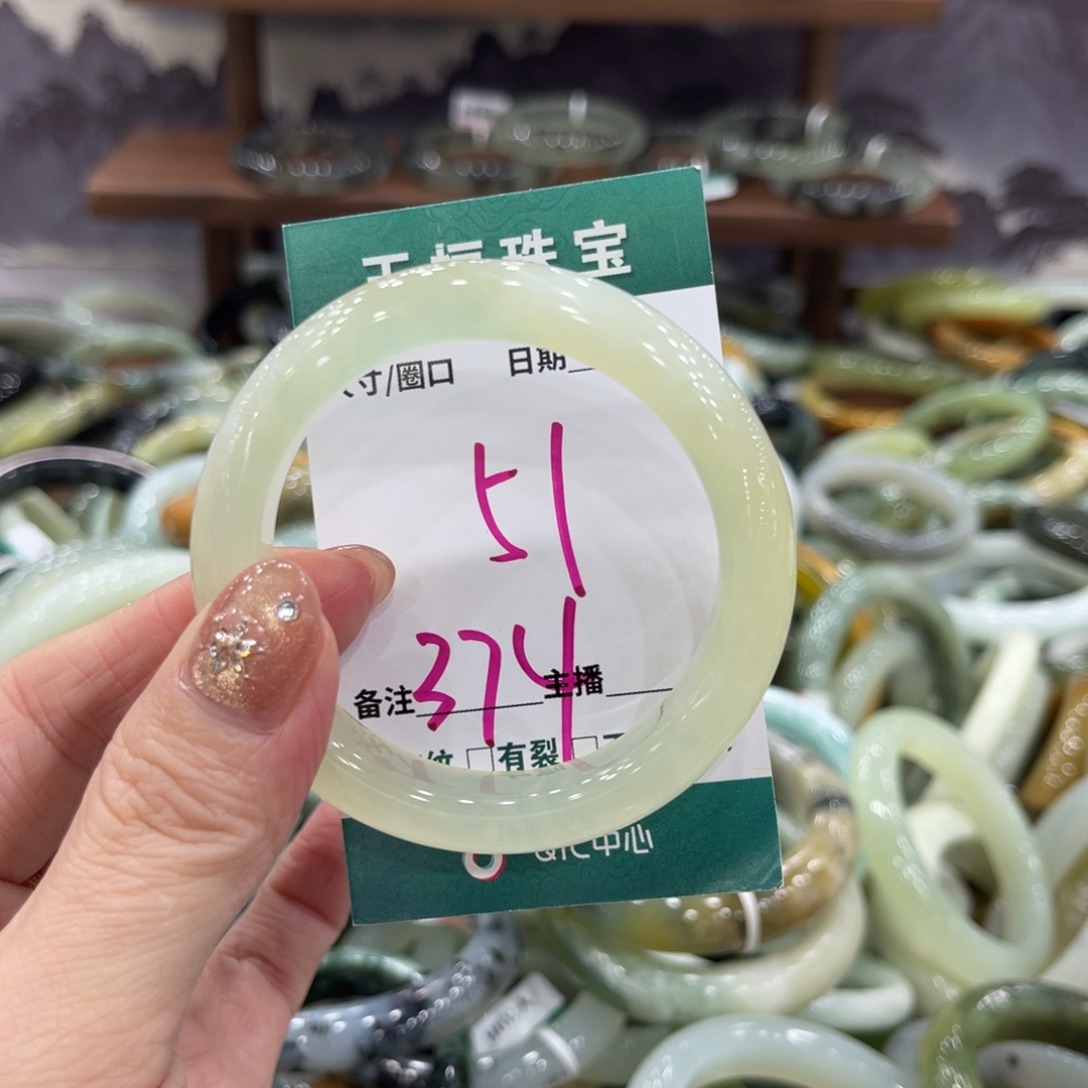 珠宝
寸/圈口 日期
51
374
备注 主播
有裂
中心